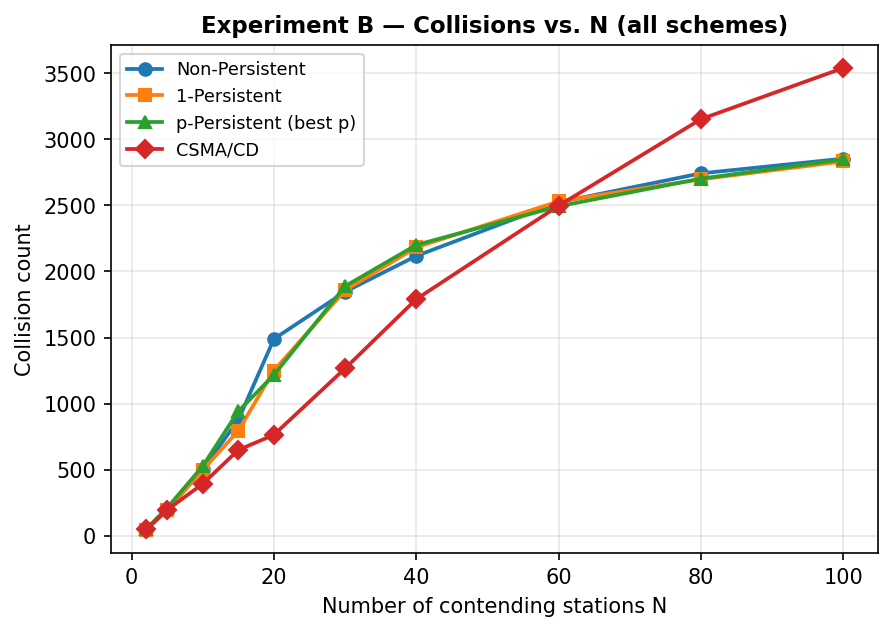 Experiment B — Collisions vs. N (all schemes)
Non-Persistent
1-Persistent
p-Persistent (best p)
CSMA/CD
Collision count
3500
3000
2500
2000
1500
1000
500
0
0 20 40 60 80 100
Number of contending stations N